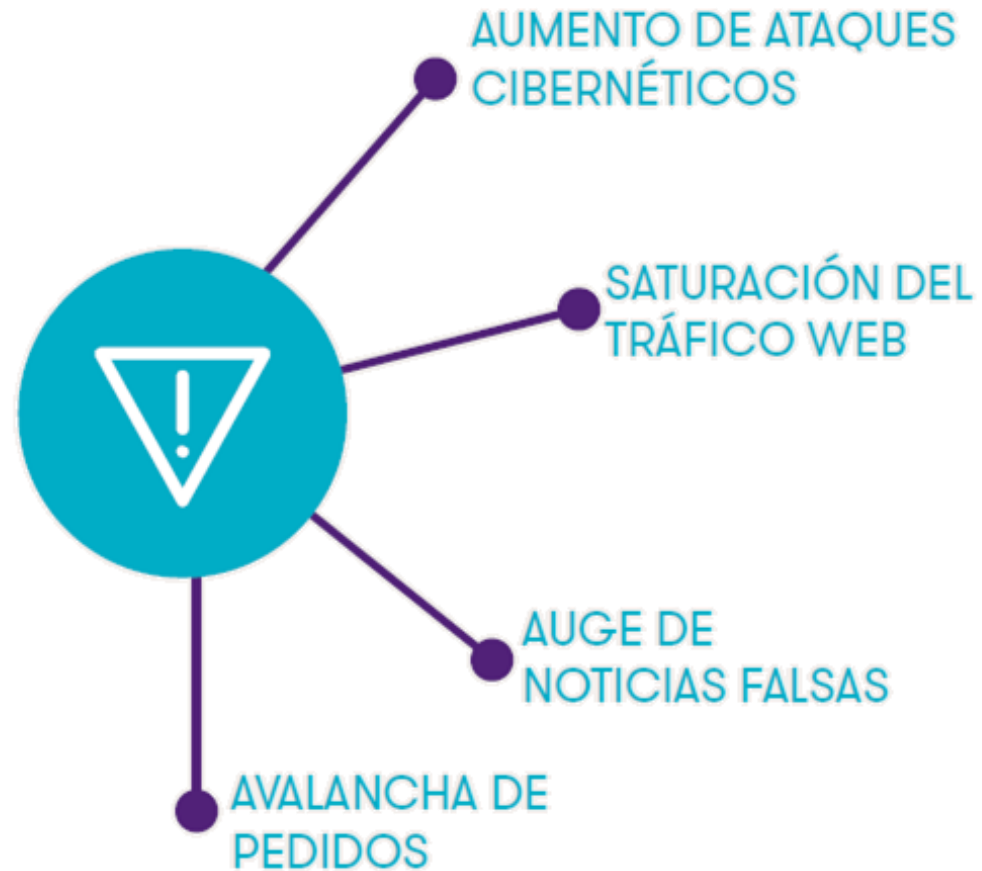 AUMENTO DE ATAQUES
CIBERNÉTICOS
SATURACIÓN DEL
TRÁFICO WEB
AUGE DE
NOTICIAS FALSAS
AVALANCHA DE
PEDIDOS